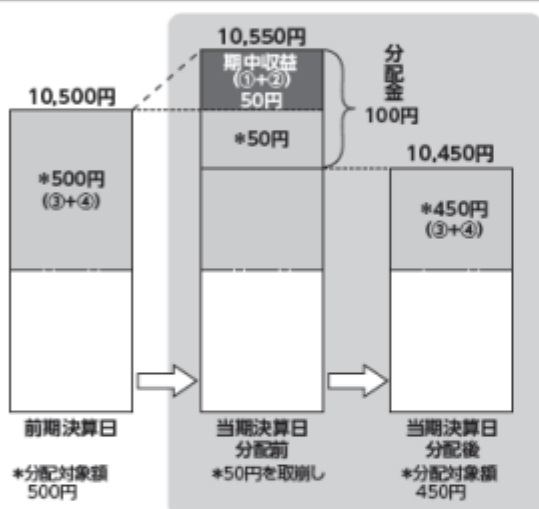 10,500円
*500円
(③+④)
前期決算日
*分配対象額
500円
10,550円
期中収益
(①+②)
50円
*50円
分配金
100円
当期決算日
分配前
*50円を取崩し
10,450円
*450円
(③+④)
当期決算日
分配後
*分配対象額
450円